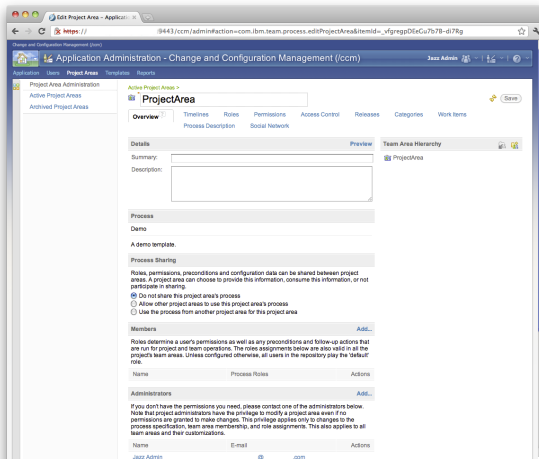 Edit Project Area – Applicatio
https://
9443/ccm/admin#action=com.ibm.team.process.editProjectArea&itemId=_vfgregpDEeGu7b78-di7Rg
Change and Configuration Management (/ccm)
Application Administration - Change and Configuration Management (/ccm)
Jazz Admin
Application Users Project Areas Templates Reports
Project Area Administration
Active Project Areas
Archived Project Areas
Active Project Areas >
ProjectArea
Save
Overview Timelines Roles Permissions Access Control Releases Categories Work Items
Process Description Social Network
Details Preview
Summary:
Description:
Team Area Hierarchy
ProjectArea
Process
Demo
A demo template.
Process Sharing
Roles, permissions, preconditions and configuration data can be shared between project
areas. A project area can choose to provide this information, consume this information, or not
participate in sharing.
Do not share this project area's process
Allow other project areas to use this project area's process
Use the process from another project area for this project area
Members Add...
Roles determine a user's permissions as well as any preconditions and follow-up actions that
are run for project and team operations. The roles assignments below are also valid in all the
project's team areas. Unless configured otherwise, all users in the repository play the 'default'
role.
Name Process Roles Actions
Administrators Add...
If you don't have the permissions you need, please contact one of the administrators below.
Note that project administrators have the privilege to modify a project area even if no
permissions are granted to make changes. This privilege applies only to changes to the
process specification, team area membership, and role assignments. This also applies to all
team areas and their customizations.
Name E-mail Actions
Jazz Admin @ .com